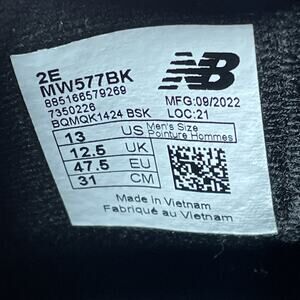 2E
MW577BK
885166579269
7350226
BQMQK1424 BSK
NB
MFG:09/2022
LOC:21
13 US Men's Size
Pointure Hommes
12.5 UK
47.5 EU
31 CM
Made in Vietnam
Fabriqué au Vietnam